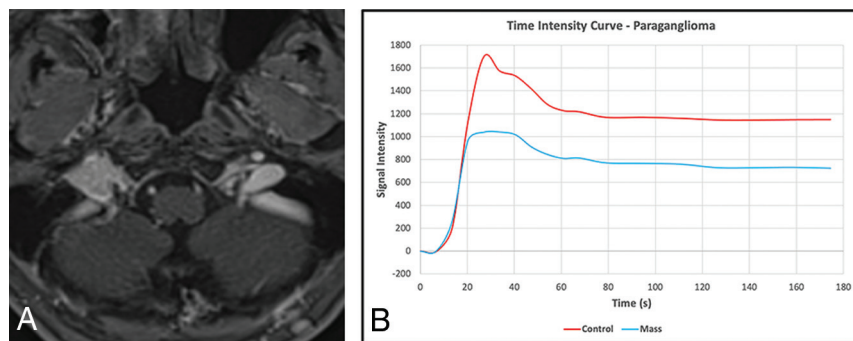 A
Time Intensity Curve - Paraganglioma
1800
1600
1400
1200
1000
800
600
400
200
0
-200
Signal Intensity
0 20 40 60 80 100 120 140 160 180
Time (s)
Control Mass
B